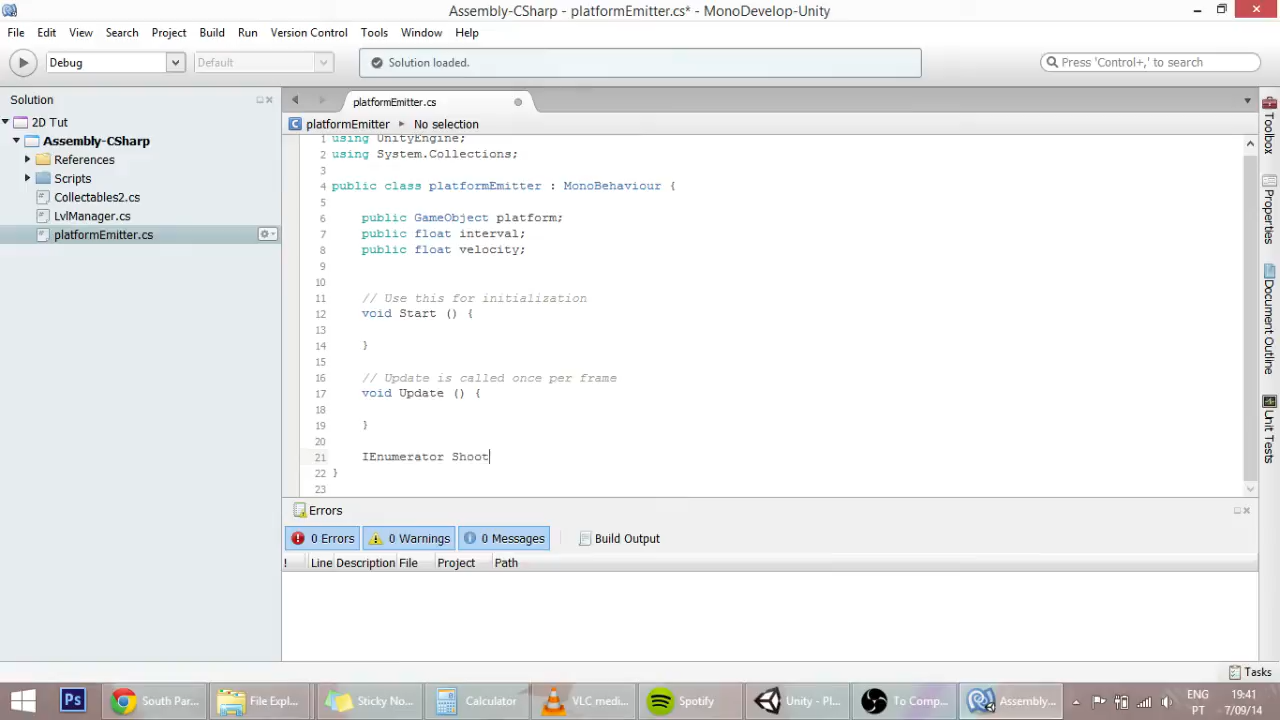 Assembly-CSharp - platformEmitter.cs* - MonoDevelop-Unity
File Edit View Search Project Build Run Version Control Tools Window Help
Debug Default Solution loaded. Press 'Control+,' to search
Solution
2D Tut
Assembly-CSharp
References
Scripts
Collectables2.cs
LvlManager.cs
platformEmitter.cs
platformEmitter.cs
platformEmitter No selection
1 using UnityEngine;
2 using System.Collections;
3
4 public class platformEmitter : MonoBehaviour {
5
6 public GameObject platform;
7 public float interval;
8 public float velocity;
9
10
11 // Use this for initialization
12 void Start () {
13
14 }
15
16 // Update is called once per frame
17 void Update () {
18
19 }
20
21 IEnumerator Shoot
22 }
23
Toolbox
Properties
Document Outline
Unit Tests
Errors
0 Errors 0 Warnings 0 Messages Build Output
! Line Description File Project Path
Tasks
Ps South Par... File Expl... Sticky No... Calculator VLC medi... Spotify Unity - Pl... To Comp... Assembly... ENG 19:41
PT 7/09/14